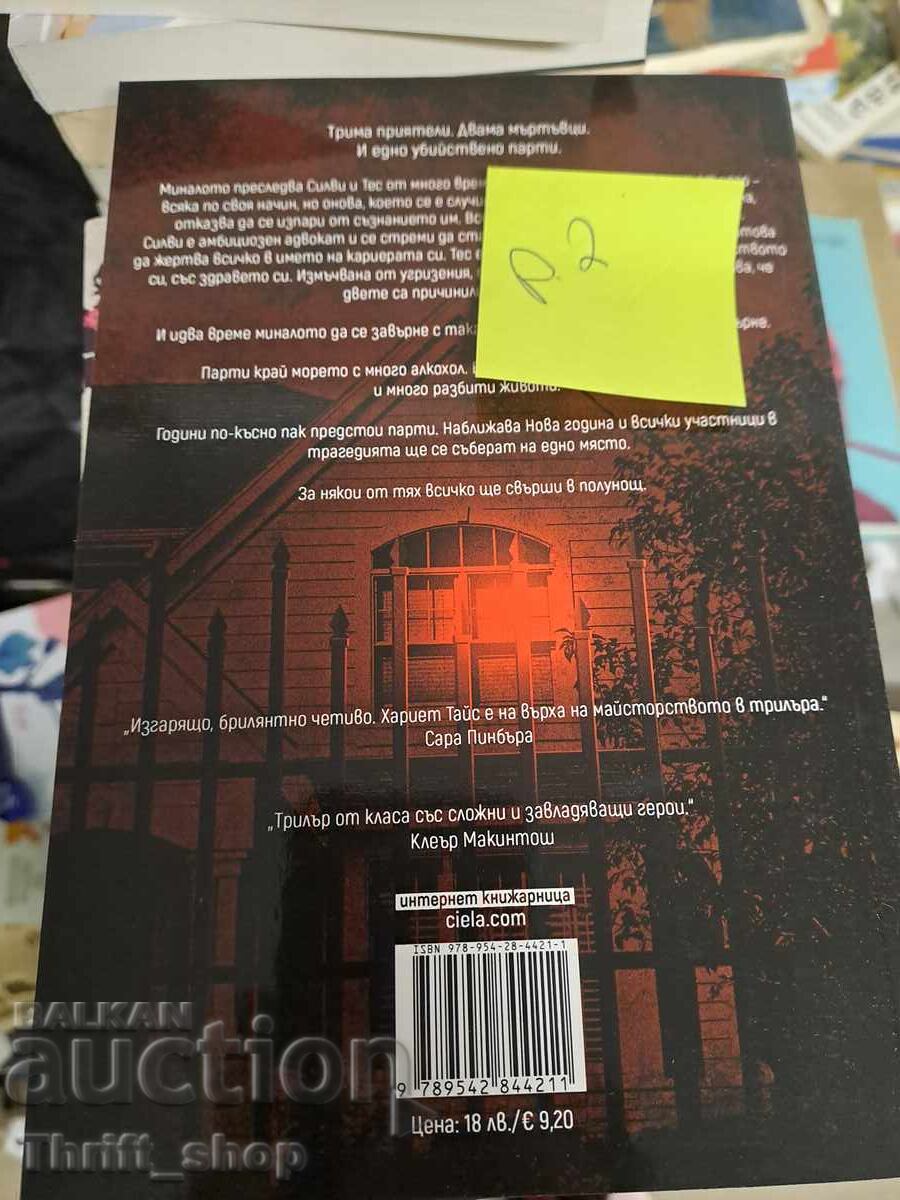 Трима приятели. Двама мъртъвци.
И едно убийствено парти.
Миналото преследва Силви и Тес от много
всяка по своя начин, но онова, което се е
отказва да се изпари от съзнанието им.
Силви е амбициозен адвокат и се стреми да
да жертва всичко в името на кариерата си. Тес
си, със здравето си. Измъчвана от угризения,
че
двете са
И идва време миналото да се завърне с
Парти край морето с много алкохол.
и много разбити животи.
Години по-късно пак предстои парти. Наближава Нова година и всички участници в
трагедията ще се съберат на едно място.
За някои от тях всичко ще свърши в полунощ.
р. 2
„Изгарящо, брилянтно четиво. Хариет Тайс е на върха на майсторството в трилъра.“
Сара Пинбъра
„Трилър от класа със сложни и завладяващи герои.“
Клеър Макинтош
интернет книжарница
ciela.com
ISBN 978-954-28-4421-1
9 789542 844211
Цена: 18 лв./€ 9,20
BALKAN
auction
Thrift_shop